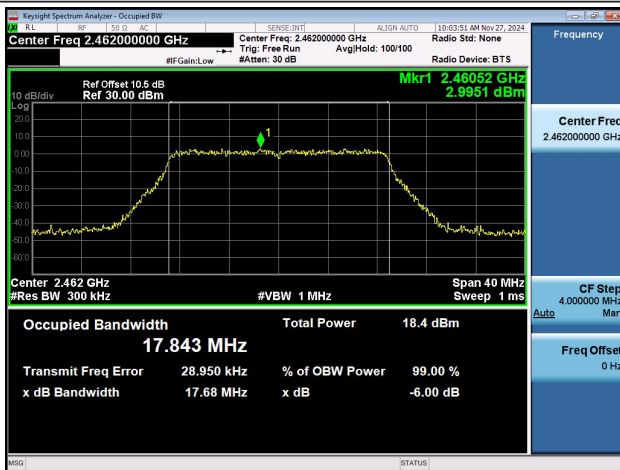 Keysight Spectrum Analyzer - Occupied BW
RL RF 50 Ω AC SENSE:INT ALIGN AUTO 10:03:51 AM Nov 27, 2024
Center Freq 2.462000000 GHz Center Freq: 2.462000000 GHz Radio Std: None Frequency
Trig: Free Run Avg|Hold: 100/100
#IFGain:Low #Atten: 30 dB Radio Device: BTS
Ref Offset 10.5 dB Mkr1 2.46052 GHz
10 dB/div Ref 30.00 dBm 2.9951 dBm
Log
20.0
10.0
0.00
-10.0
-20.0
-30.0
-40.0
-50.0
-60.0
1
Center Freq
2.462000000 GHz
Center 2.462 GHz Span 40 MHz
#Res BW 300 kHz #VBW 1 MHz Sweep 1 ms
CF Step
4.000000 MHz
Auto Man
Occupied Bandwidth Total Power 18.4 dBm
17.843 MHz
Transmit Freq Error 28.950 kHz % of OBW Power 99.00 %
x dB Bandwidth 17.68 MHz x dB -6.00 dB
Freq Offset
0 Hz
MSG STATUS